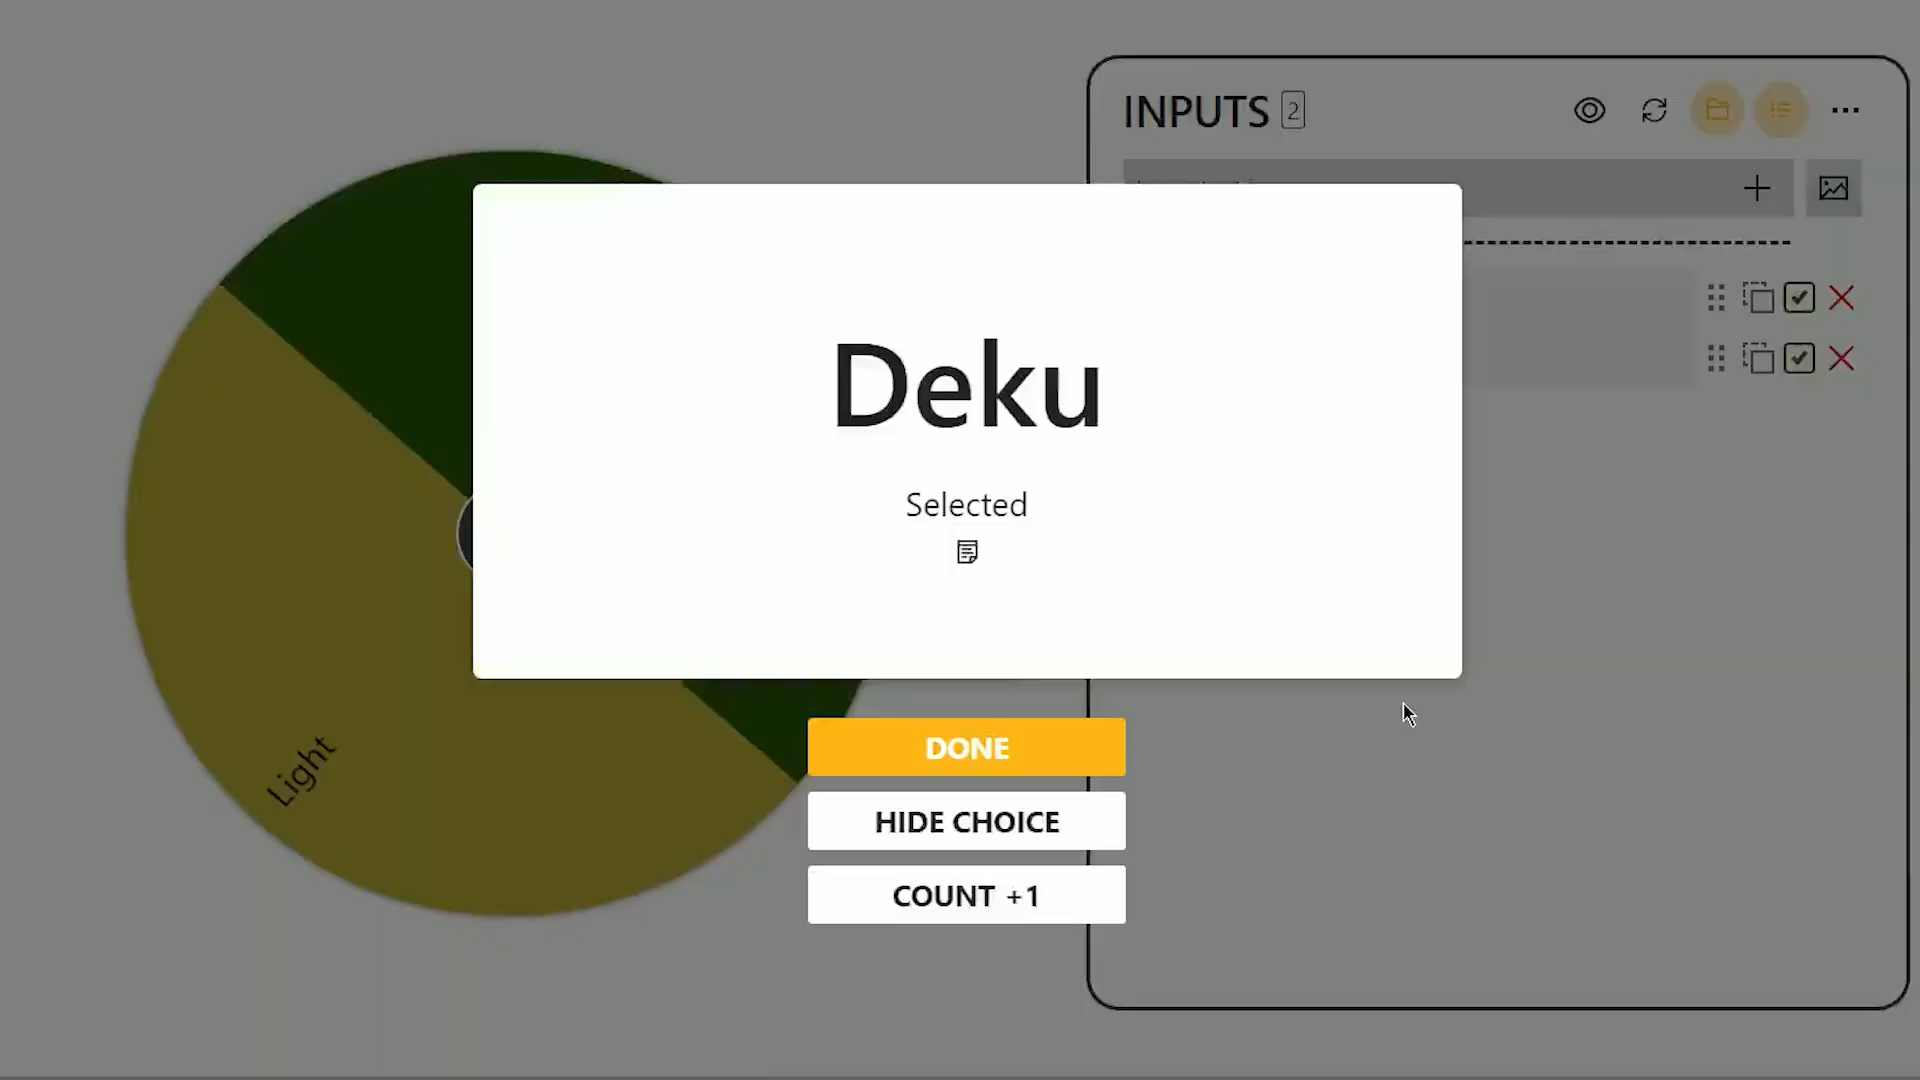 INPUTS 2
Deku
Selected
Light
DONE
HIDE CHOICE
COUNT +1